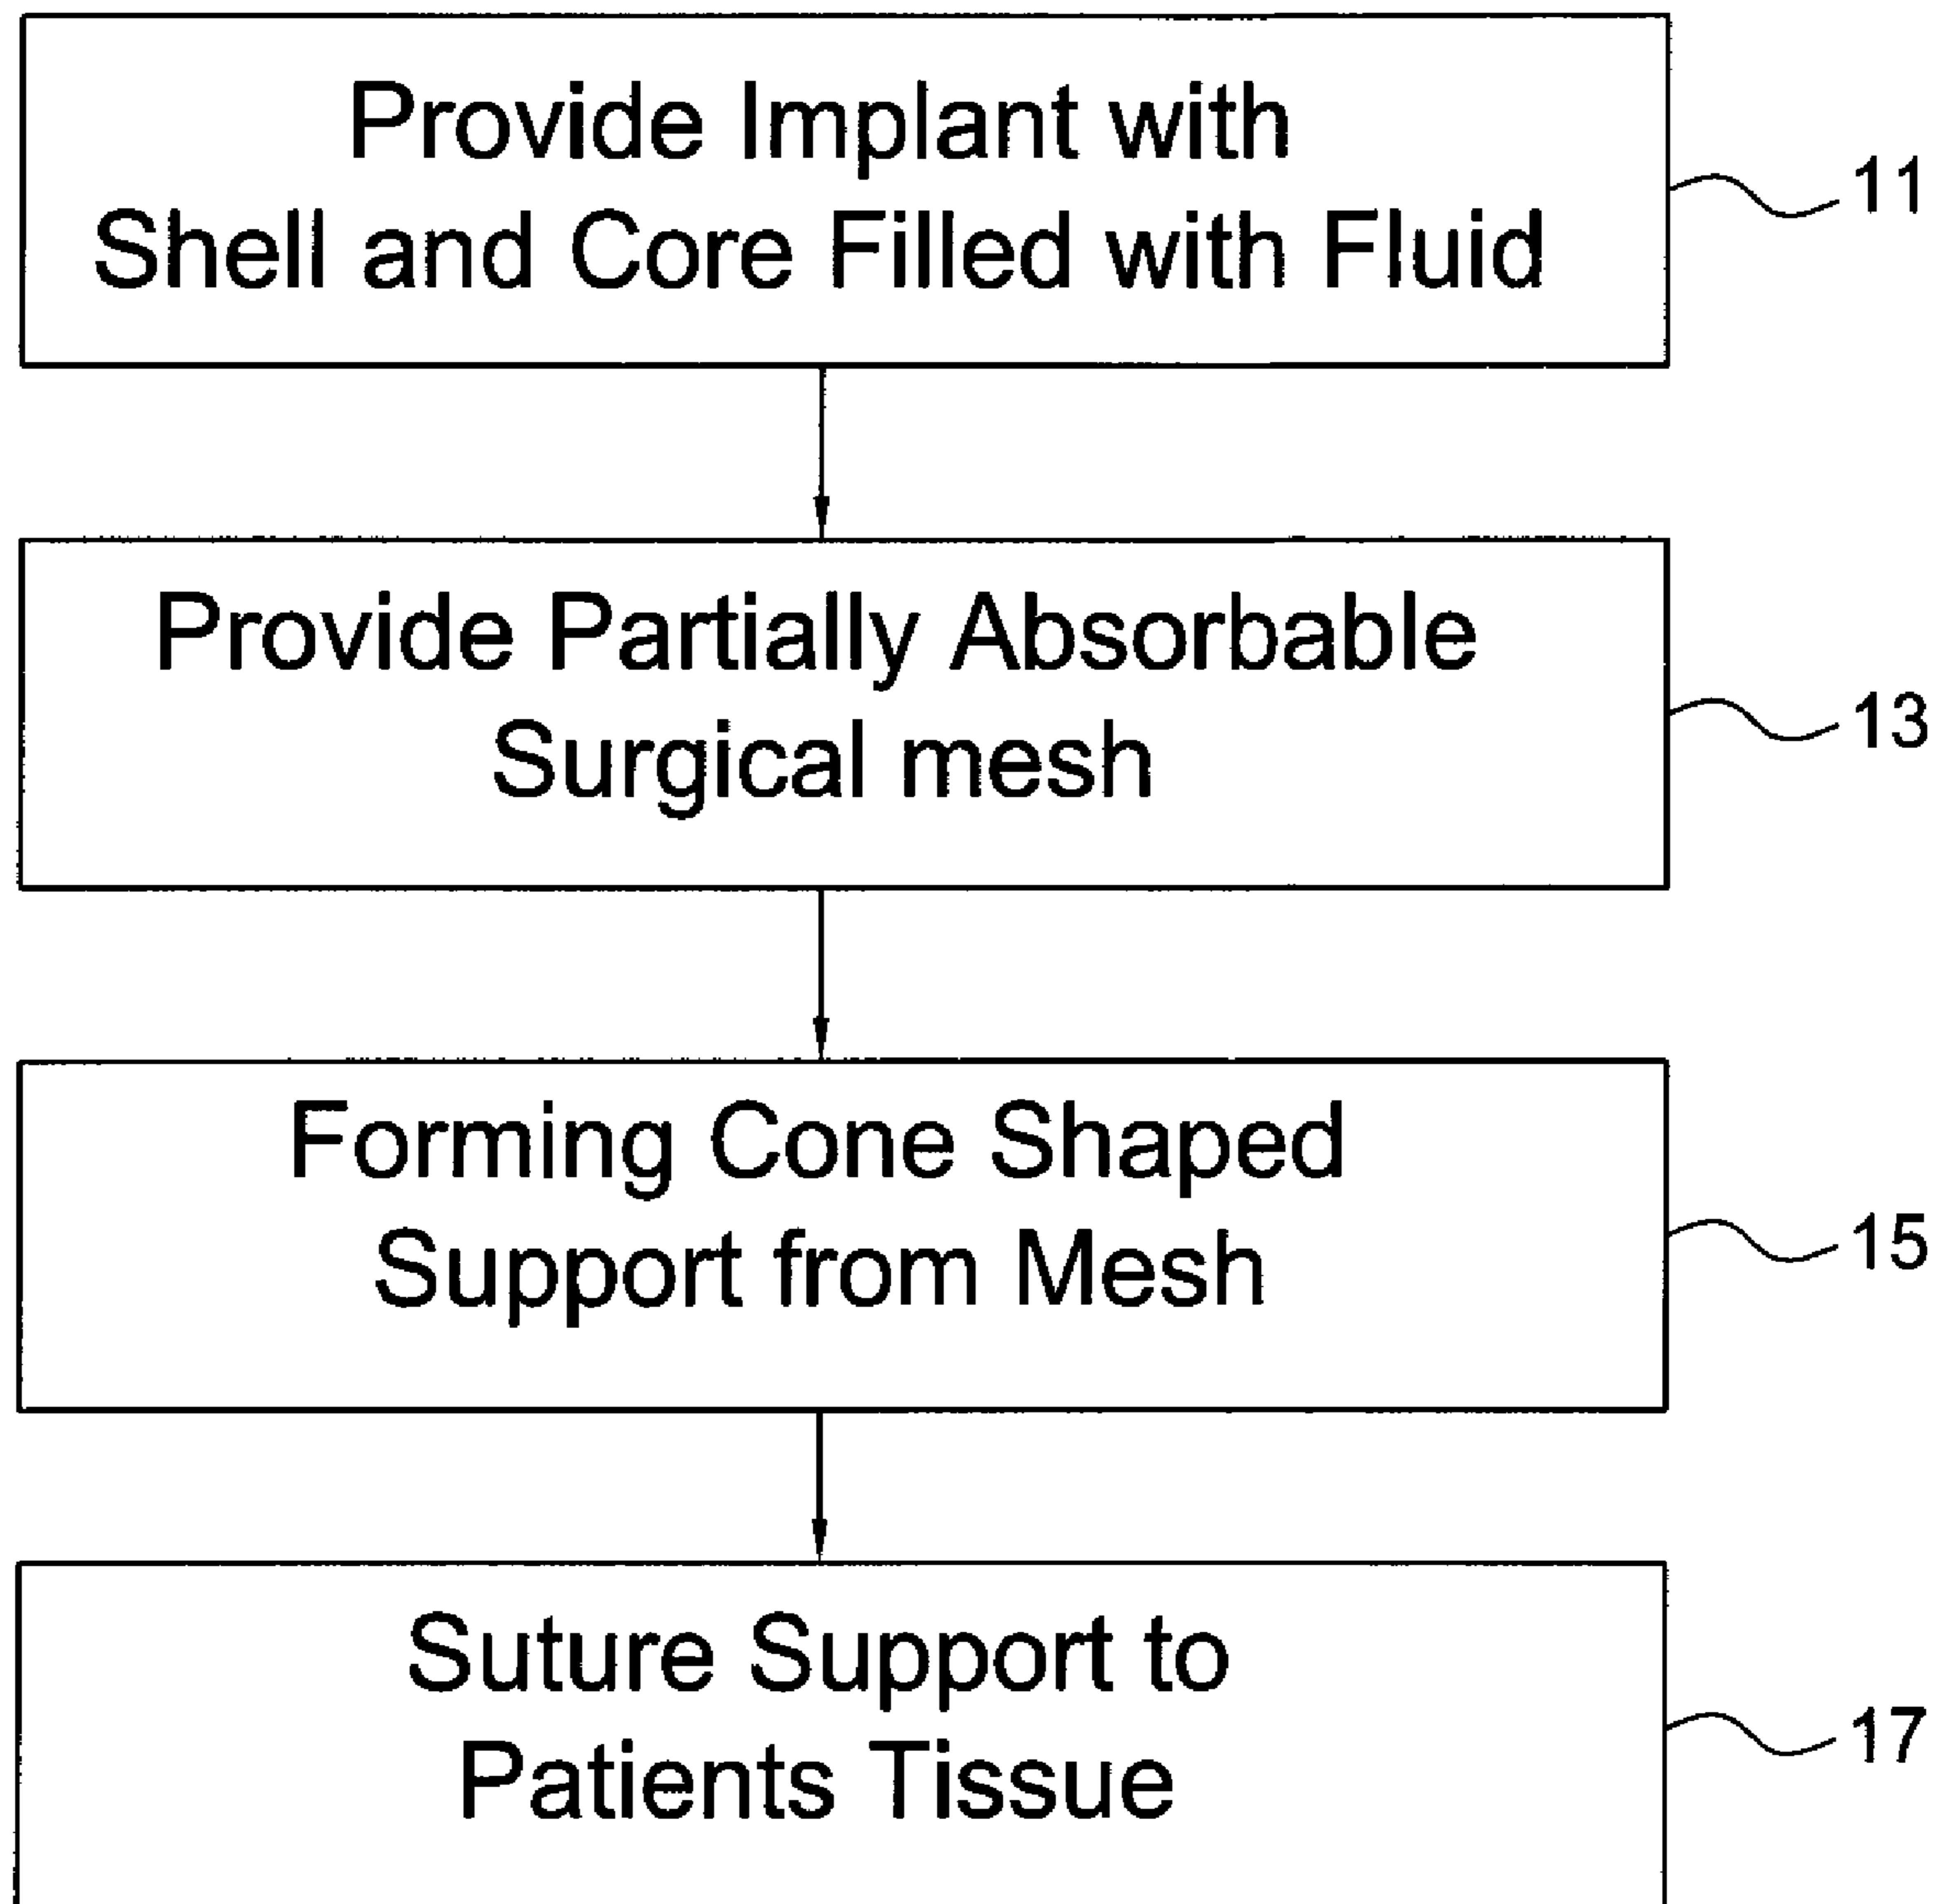 Provide Implant with
Shell and Core Filled with Fluid
11
Provide Partially Absorbable
Surgical mesh
13
Forming Cone Shaped
Support from Mesh
15
Suture Support to
Patients Tissue
17